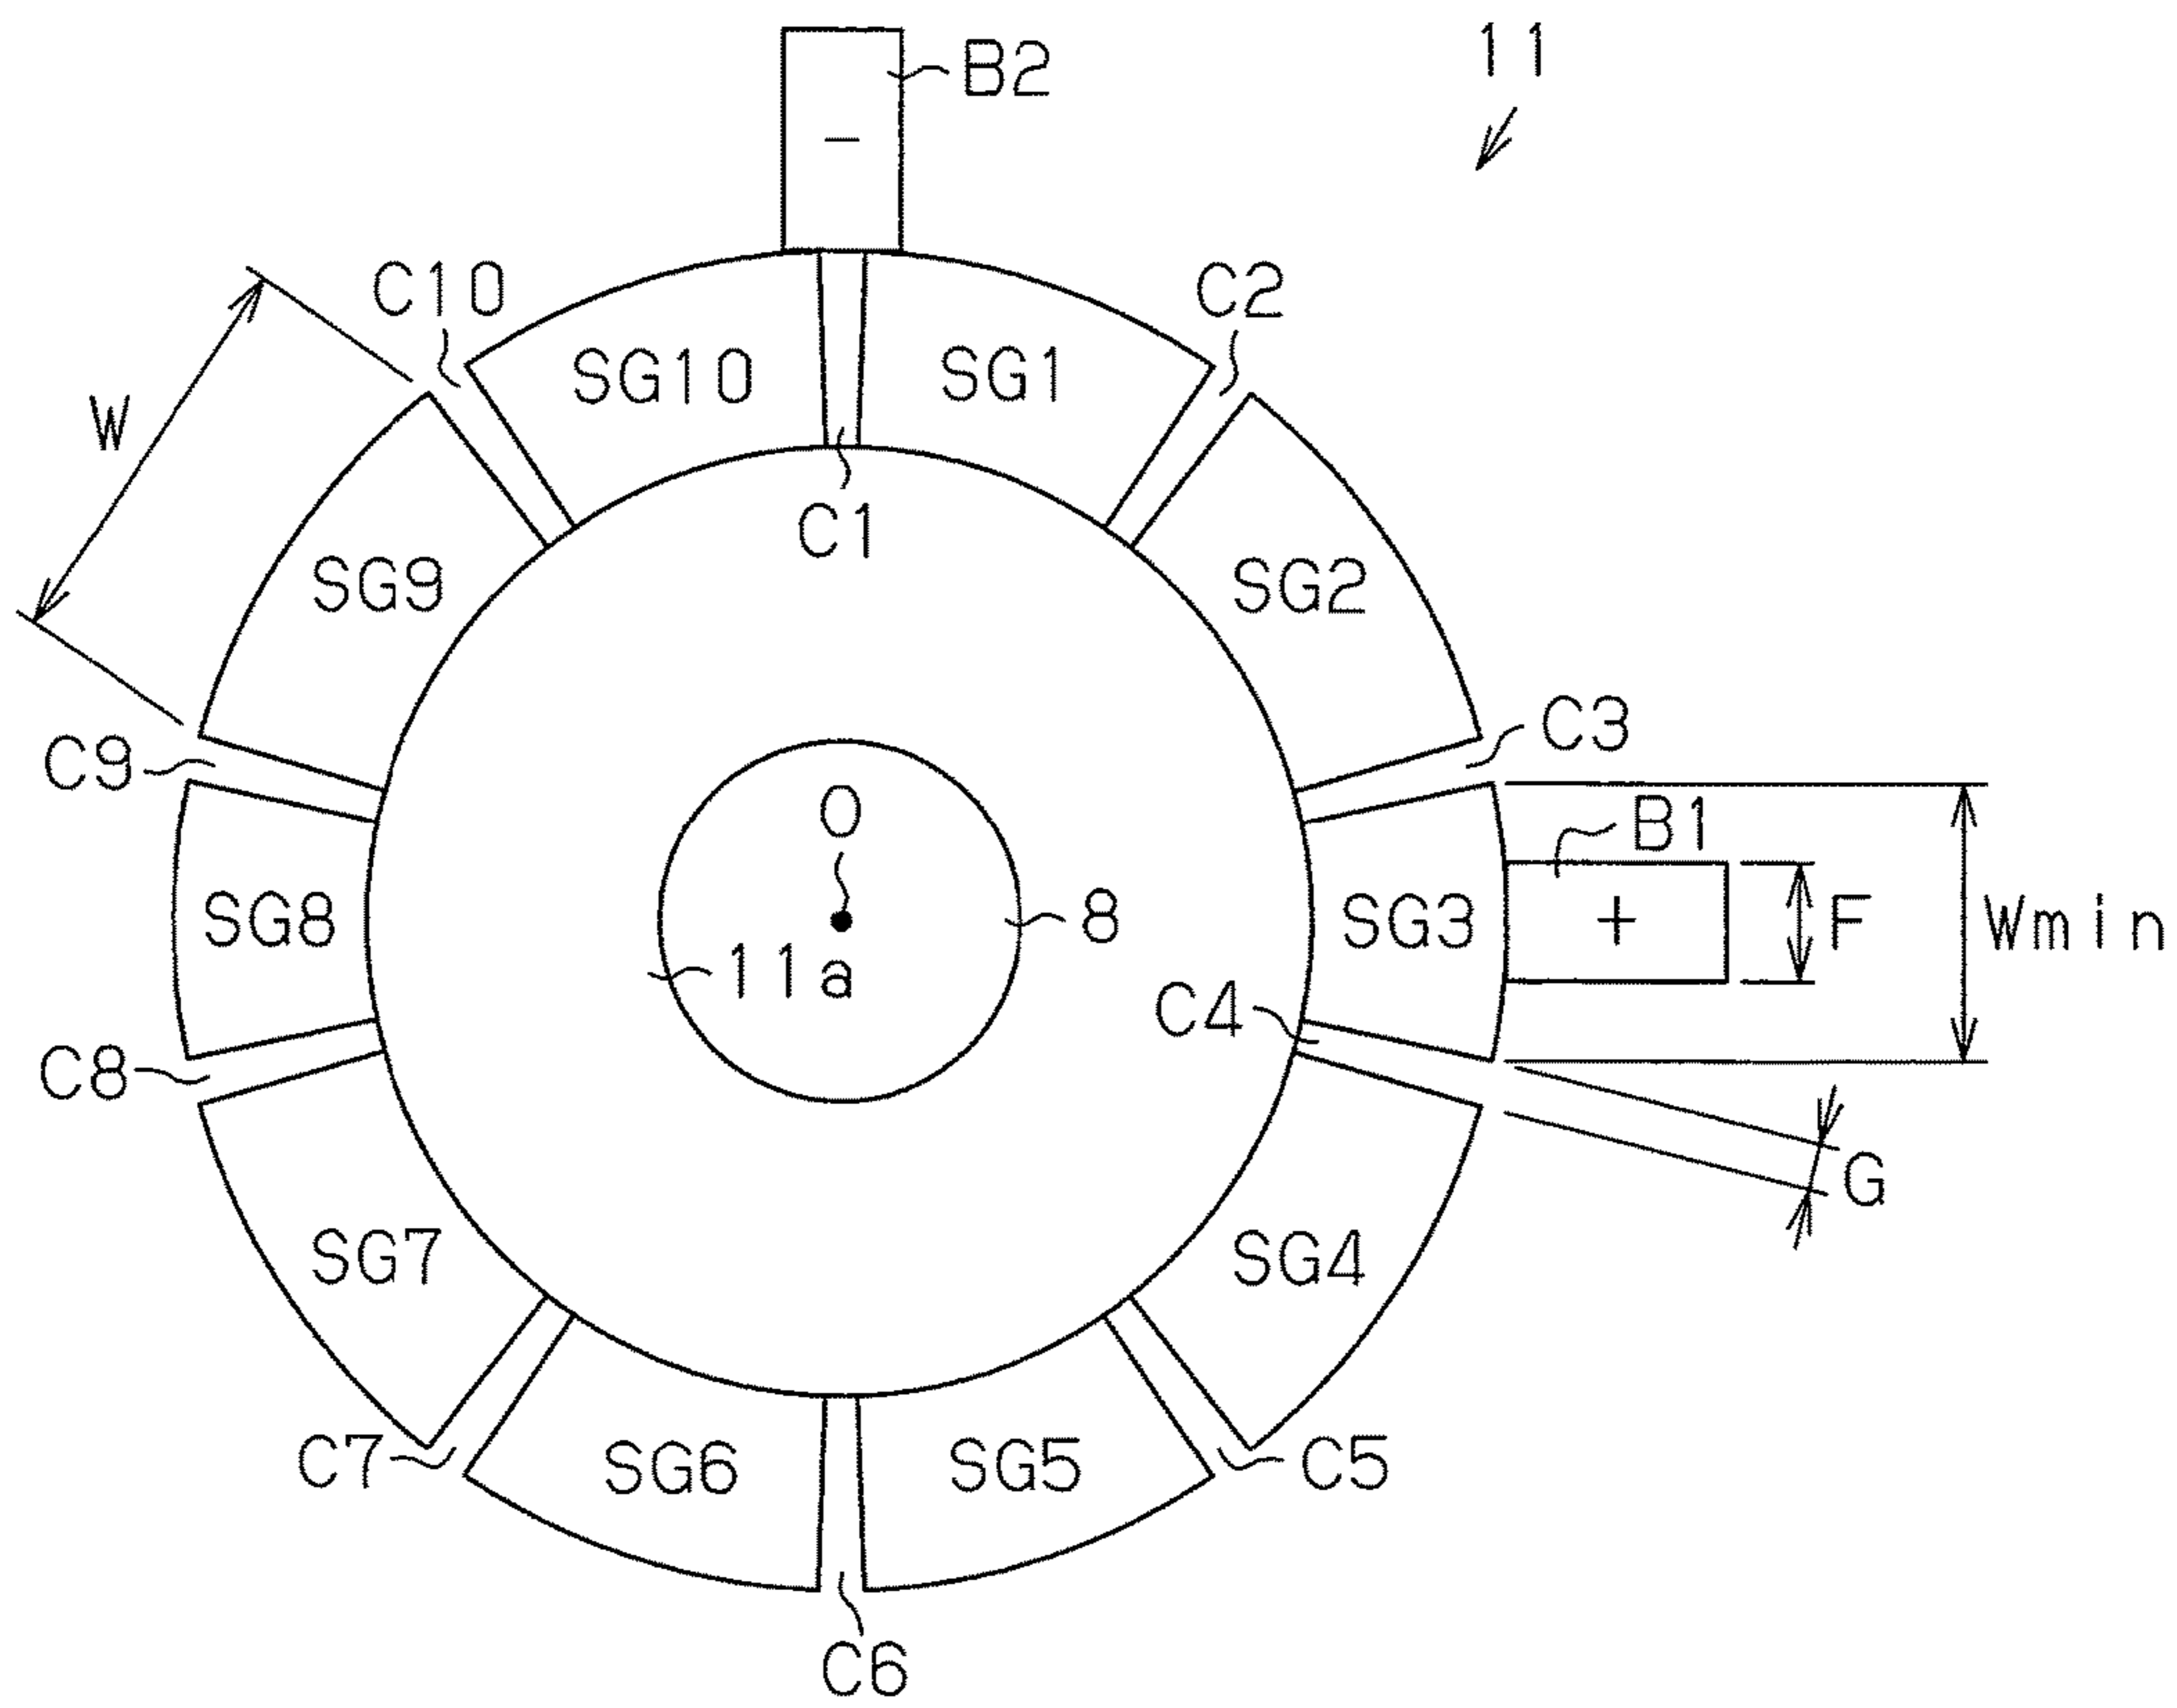 11
B2
−
C10
C2
SG10
SG1
W
C1
SG9
SG2
C3
C9
B1
O
SG8
8
SG3
+
F
Wmin
11a
C4
C8
G
SG7
SG4
C7
SG6
SG5
C5
C6